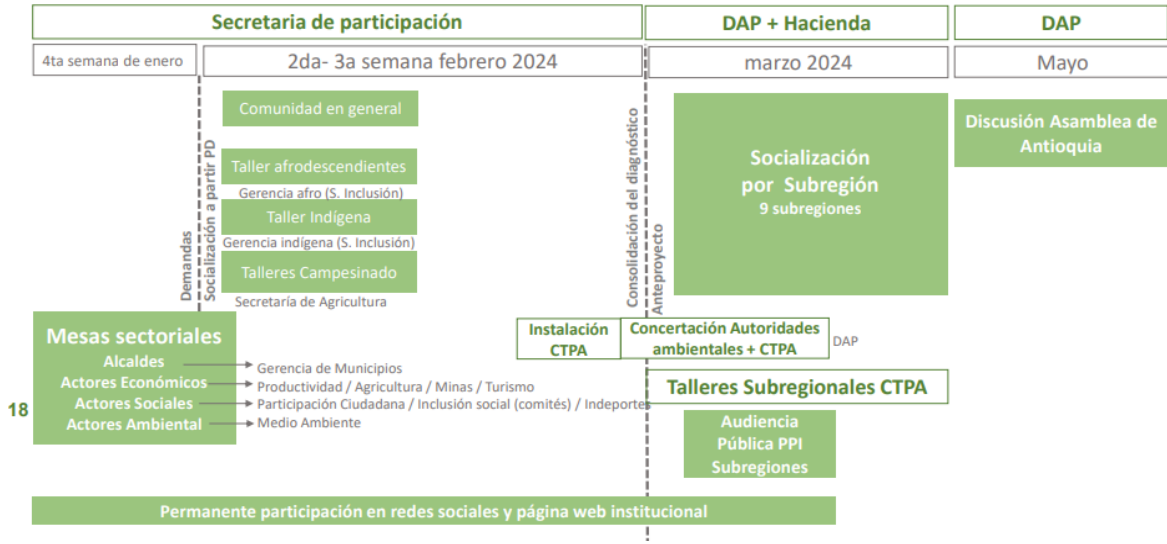 Secretaria de participación
DAP + Hacienda
DAP
4ta semana de enero
2da- 3a semana febrero 2024
marzo 2024
Mayo
Demandas
Socialización a partir PD
Comunidad en general
Taller afrodescendientes
Gerencia afro (S. Inclusión)
Taller Indígena
Gerencia indígena (S. Inclusión)
Talleres Campesinado
Secretaría de Agricultura
Consolidación del diagnóstico
Anteproyecto
Socialización
por Subregión
9 subregiones
Discusión Asamblea de
Antioquia
Mesas sectoriales
Alcaldes
Gerencia de Municipios
Actores Económicos
Productividad / Agricultura / Minas / Turismo
Actores Sociales
Participación Ciudadana / Inclusión social (comités) / Indeportes
Actores Ambiental
Medio Ambiente
Instalación
CTPA
Concertación Autoridades
ambientales + CTPA
DAP
Talleres Subregionales CTPA
Audiencia
Pública PPI
Subregiones
18
Permanente participación en redes sociales y página web institucional